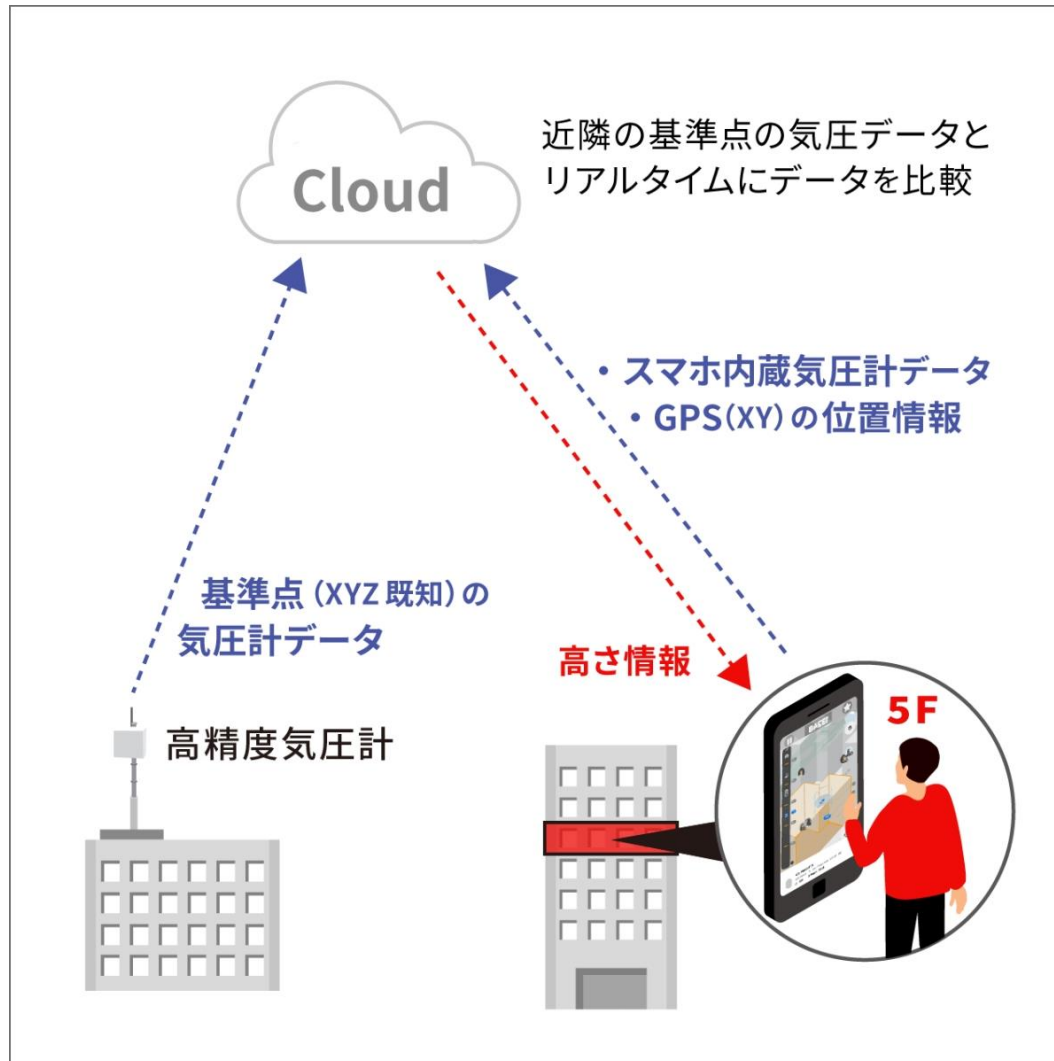 Cloud
近隣の基準点の気圧データと
リアルタイムにデータを比較
・スマホ内蔵気圧計データ
・GPS(XY)の位置情報
基準点(XYZ 既知)の
気圧計データ
高さ情報
5F
高精度気圧計